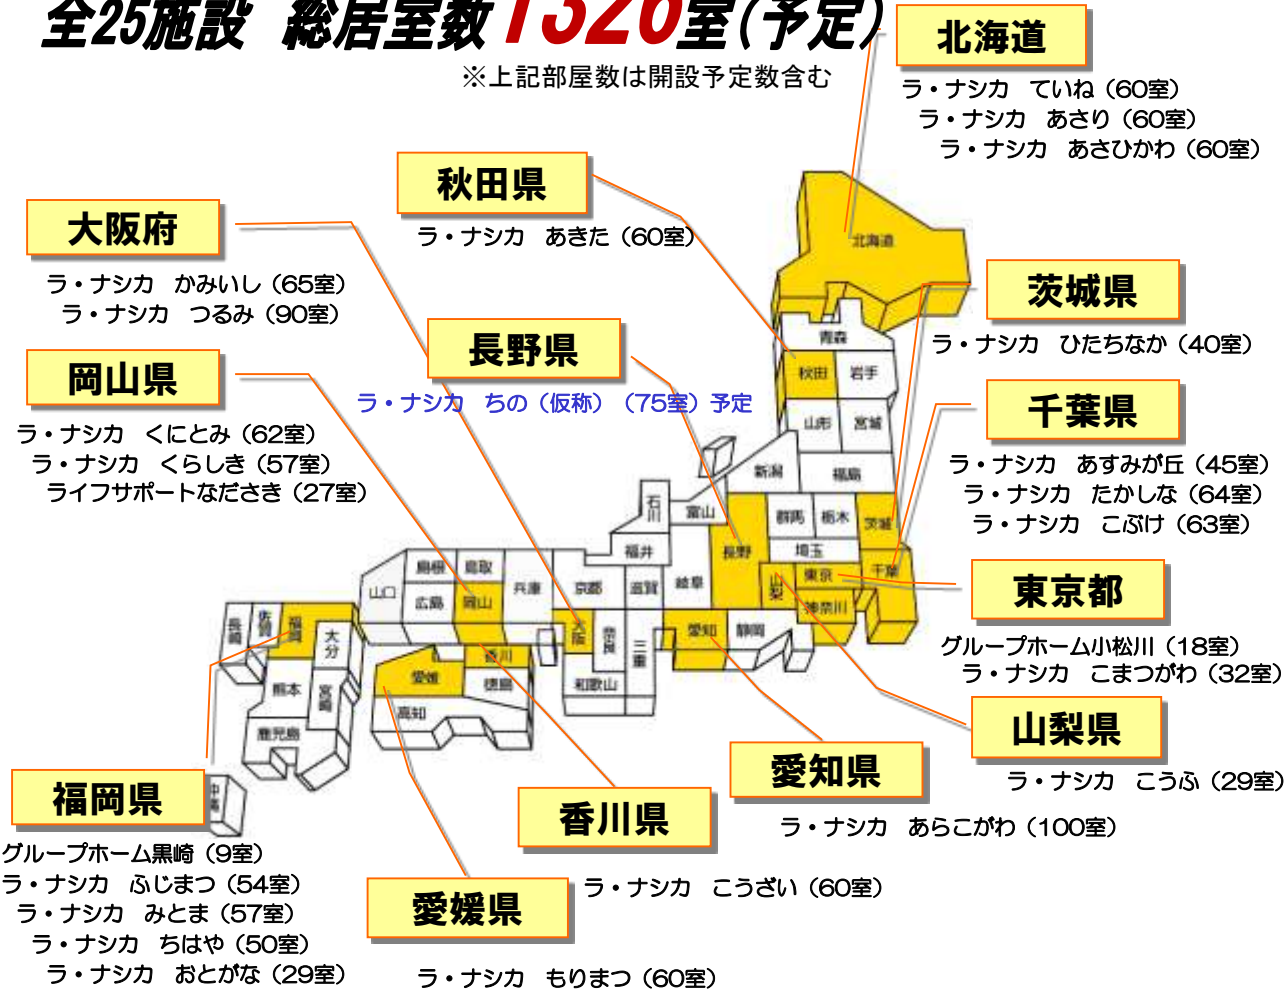 全25施設　総居室数1326室(予定)
※上記部屋数は開設予定数含む
北海道
ラ・ナシカ　ていね（60室）
ラ・ナシカ　あさり（60室）
ラ・ナシカ　あさひかわ（60室）
秋田県
ラ・ナシカ　あきた（60室）
大阪府
ラ・ナシカ　かみいし（65室）
ラ・ナシカ　つるみ（90室）
茨城県
ラ・ナシカ　ひたちなか（40室）
長野県
ラ・ナシカ　ちの（仮称）（75室）予定
岡山県
ラ・ナシカ　くにとみ（62室）
ラ・ナシカ　くらしき（57室）
ライフサポートなださき（27室）
千葉県
ラ・ナシカ　あすみが丘（45室）
ラ・ナシカ　たかしな（64室）
ラ・ナシカ　こぶけ（63室）
東京都
グループホーム小松川（18室）
ラ・ナシカ　こまつがわ（32室）
山梨県
ラ・ナシカ　こうふ（29室）
愛知県
ラ・ナシカ　あらこがわ（100室）
香川県
ラ・ナシカ　こうざい（60室）
愛媛県
ラ・ナシカ　もりまつ（60室）
福岡県
グループホーム黒崎（9室）
ラ・ナシカ　ふじまつ（54室）
ラ・ナシカ　みとま（57室）
ラ・ナシカ　ちはや（50室）
ラ・ナシカ　おとがな（29室）
北海道
青森
秋田
岩手
山形
宮城
新潟
福島
石川
富山
群馬
栃木
茨城
福井
長野
埼玉
岐阜
山梨
東京
千葉
神奈川
島根
鳥取
兵庫
京都
滋賀
山口
広島
岡山
大阪
奈良
三重
愛知
静岡
和歌山
香川
愛媛
徳島
高知
長崎
佐賀
福岡
大分
熊本
宮崎
鹿児島
沖縄